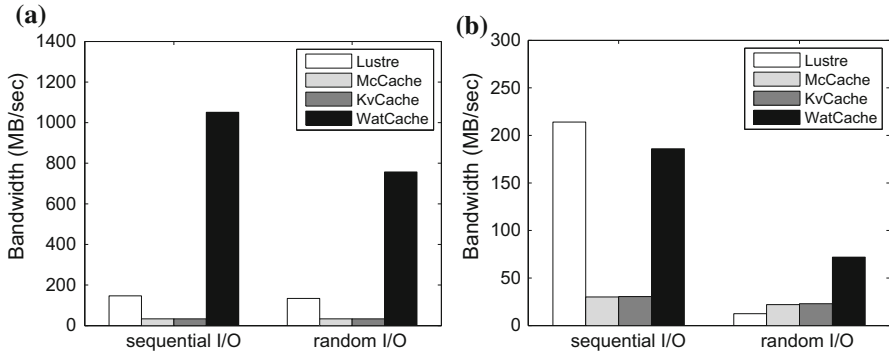 (a)
1400
1200
1000
800
600
400
200
0
Bandwidth (MB/sec)
Lustre
McCache
KvCache
WatCache
sequential I/O
random I/O
(b)
300
250
200
150
100
50
0
Bandwidth (MB/sec)
Lustre
McCache
KvCache
WatCache
sequential I/O
random I/O